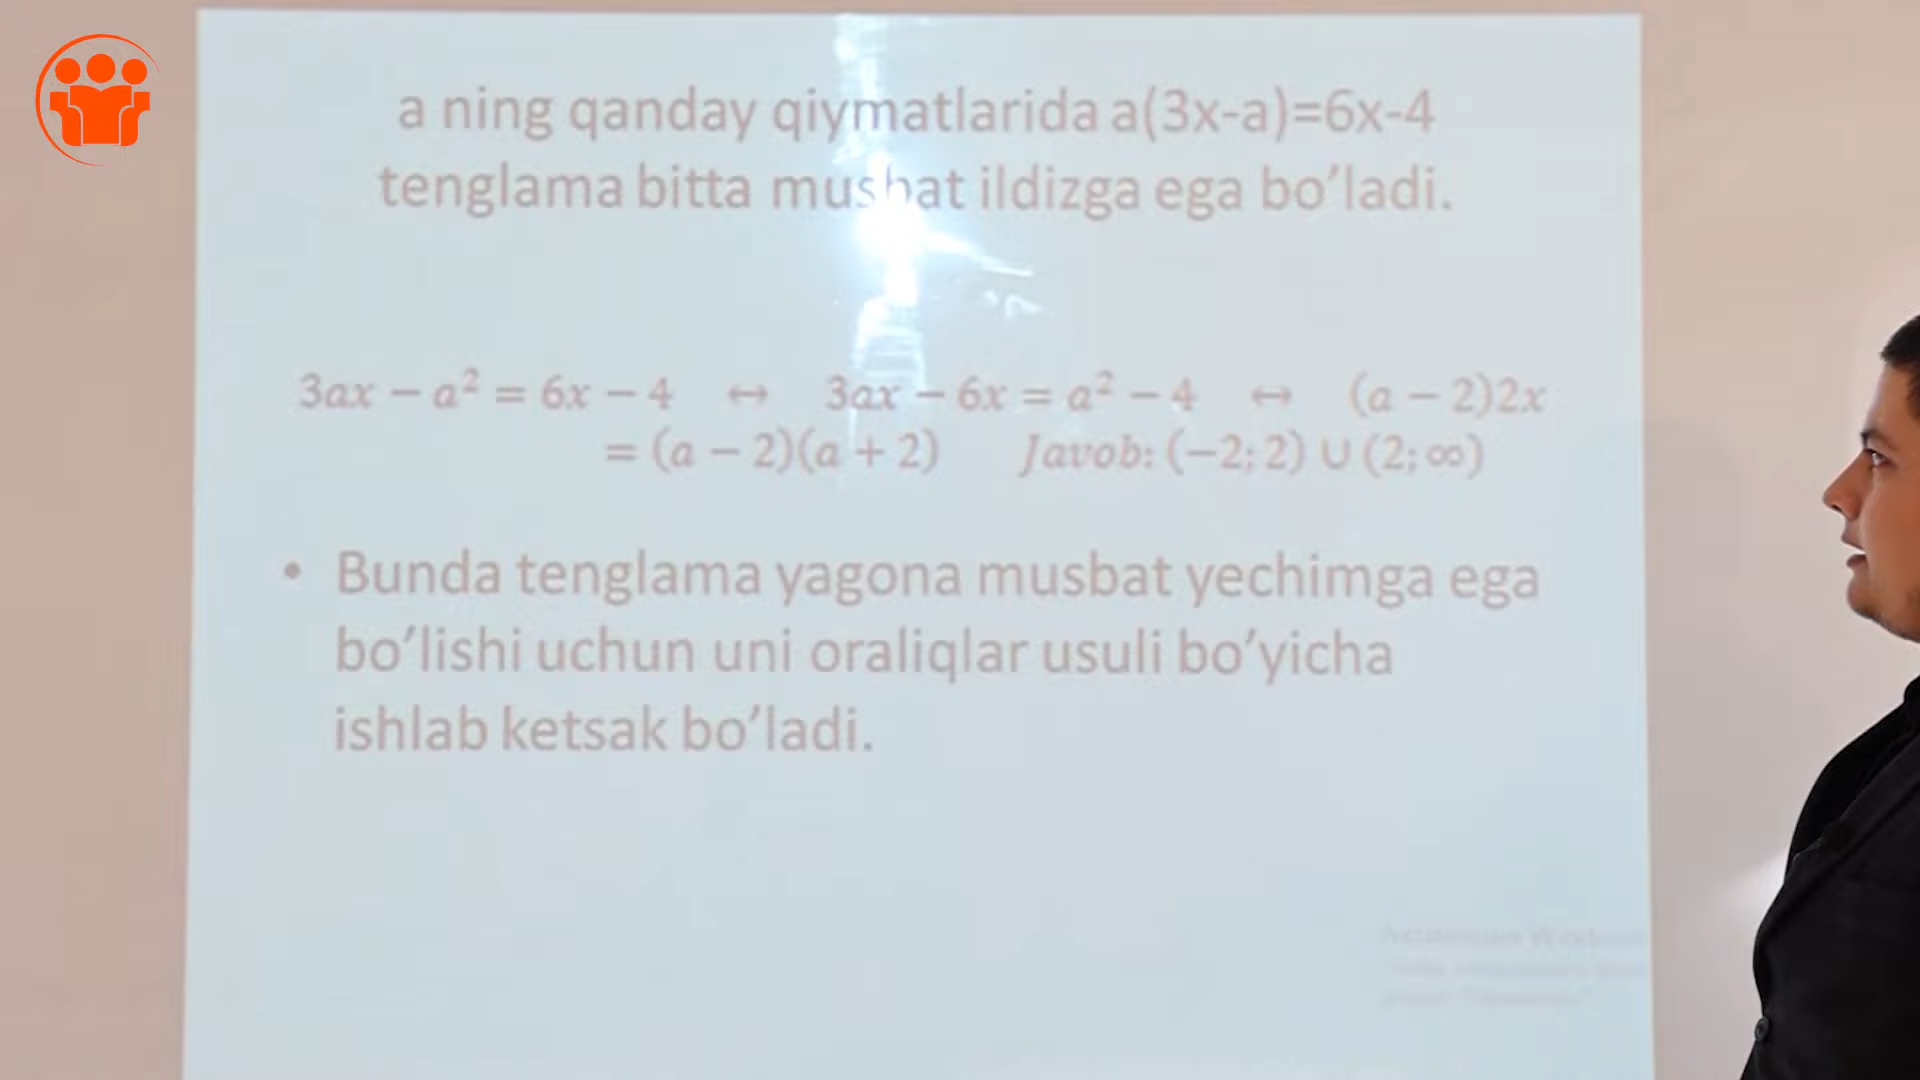 a ning qanday qiymatlarida a(3x-a)=6x-4
tenglama bitta musbat ildizga ega bo’ladi.
3ax − a² = 6x − 4 ↔ 3ax − 6x = a² − 4 ↔ (a − 2)2x
= (a − 2)(a + 2) Javob: (−2; 2) ∪ (2; ∞)
• Bunda tenglama yagona musbat yechimga ega
bo’lishi uchun uni oraliqlar usuli bo’yicha
ishlab ketsak bo’ladi.